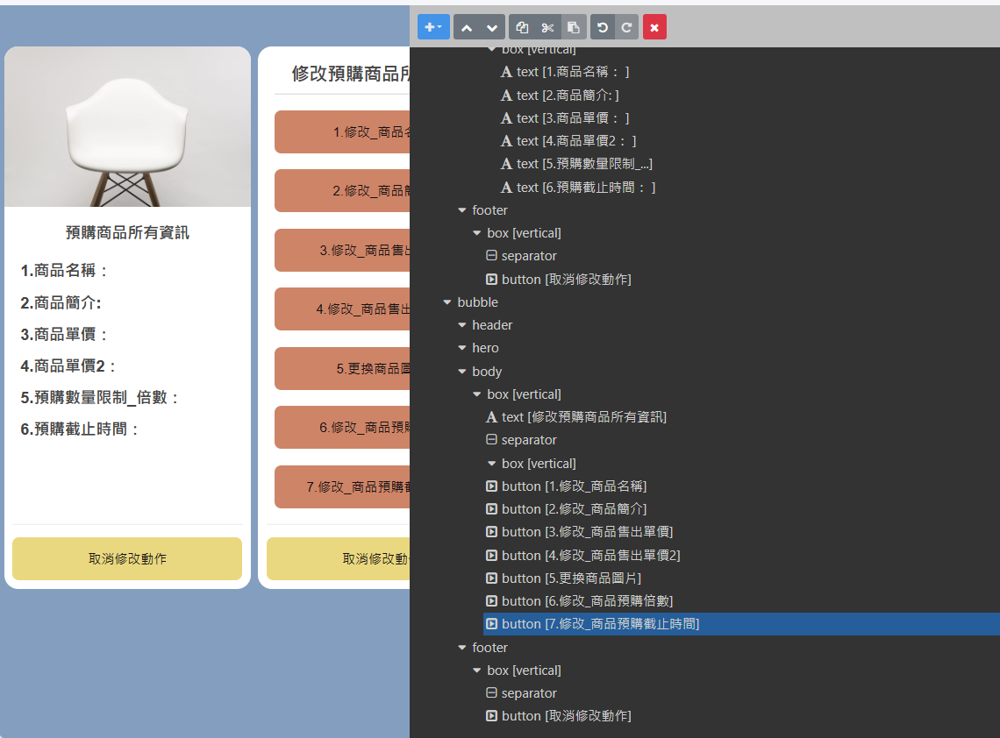 預購商品所有資訊
1.商品名稱：
2.商品簡介:
3.商品單價：
4.商品單價2：
5.預購數量限制_倍數：
6.預購截止時間：
取消修改動作
修改預購商品
1.修改_商品
2.修改_商品
3.修改_商品售
4.修改_商品售出
5.更換商品
6.修改_商品預
7.修改_商品預購
取消修改動
box [vertical]
A text [1.商品名稱： ]
A text [2.商品簡介: ]
A text [3.商品單價： ]
A text [4.商品單價2： ]
A text [5.預購數量限制_...]
A text [6.預購截止時間： ]
footer
box [vertical]
separator
button [取消修改動作]
bubble
header
hero
body
box [vertical]
A text [修改預購商品所有資訊]
separator
box [vertical]
button [1.修改_商品名稱]
button [2.修改_商品簡介]
button [3.修改_商品售出單價]
button [4.修改_商品售出單價2]
button [5.更換商品圖片]
button [6.修改_商品預購倍數]
button [7.修改_商品預購截止時間]
footer
box [vertical]
separator
button [取消修改動作]